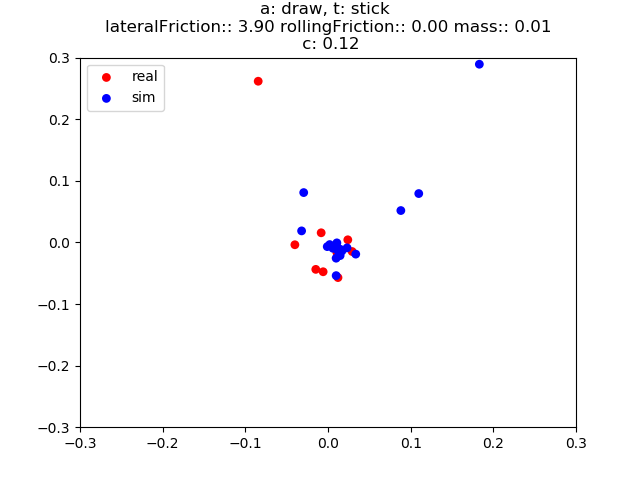 a: draw, t: stick
lateralFriction:: 3.90 rollingFriction:: 0.00 mass:: 0.01
c: 0.12
real
sim
0.3
0.2
0.1
0.0
−0.1
−0.2
−0.3
−0.3
−0.2
−0.1
0.0
0.1
0.2
0.3